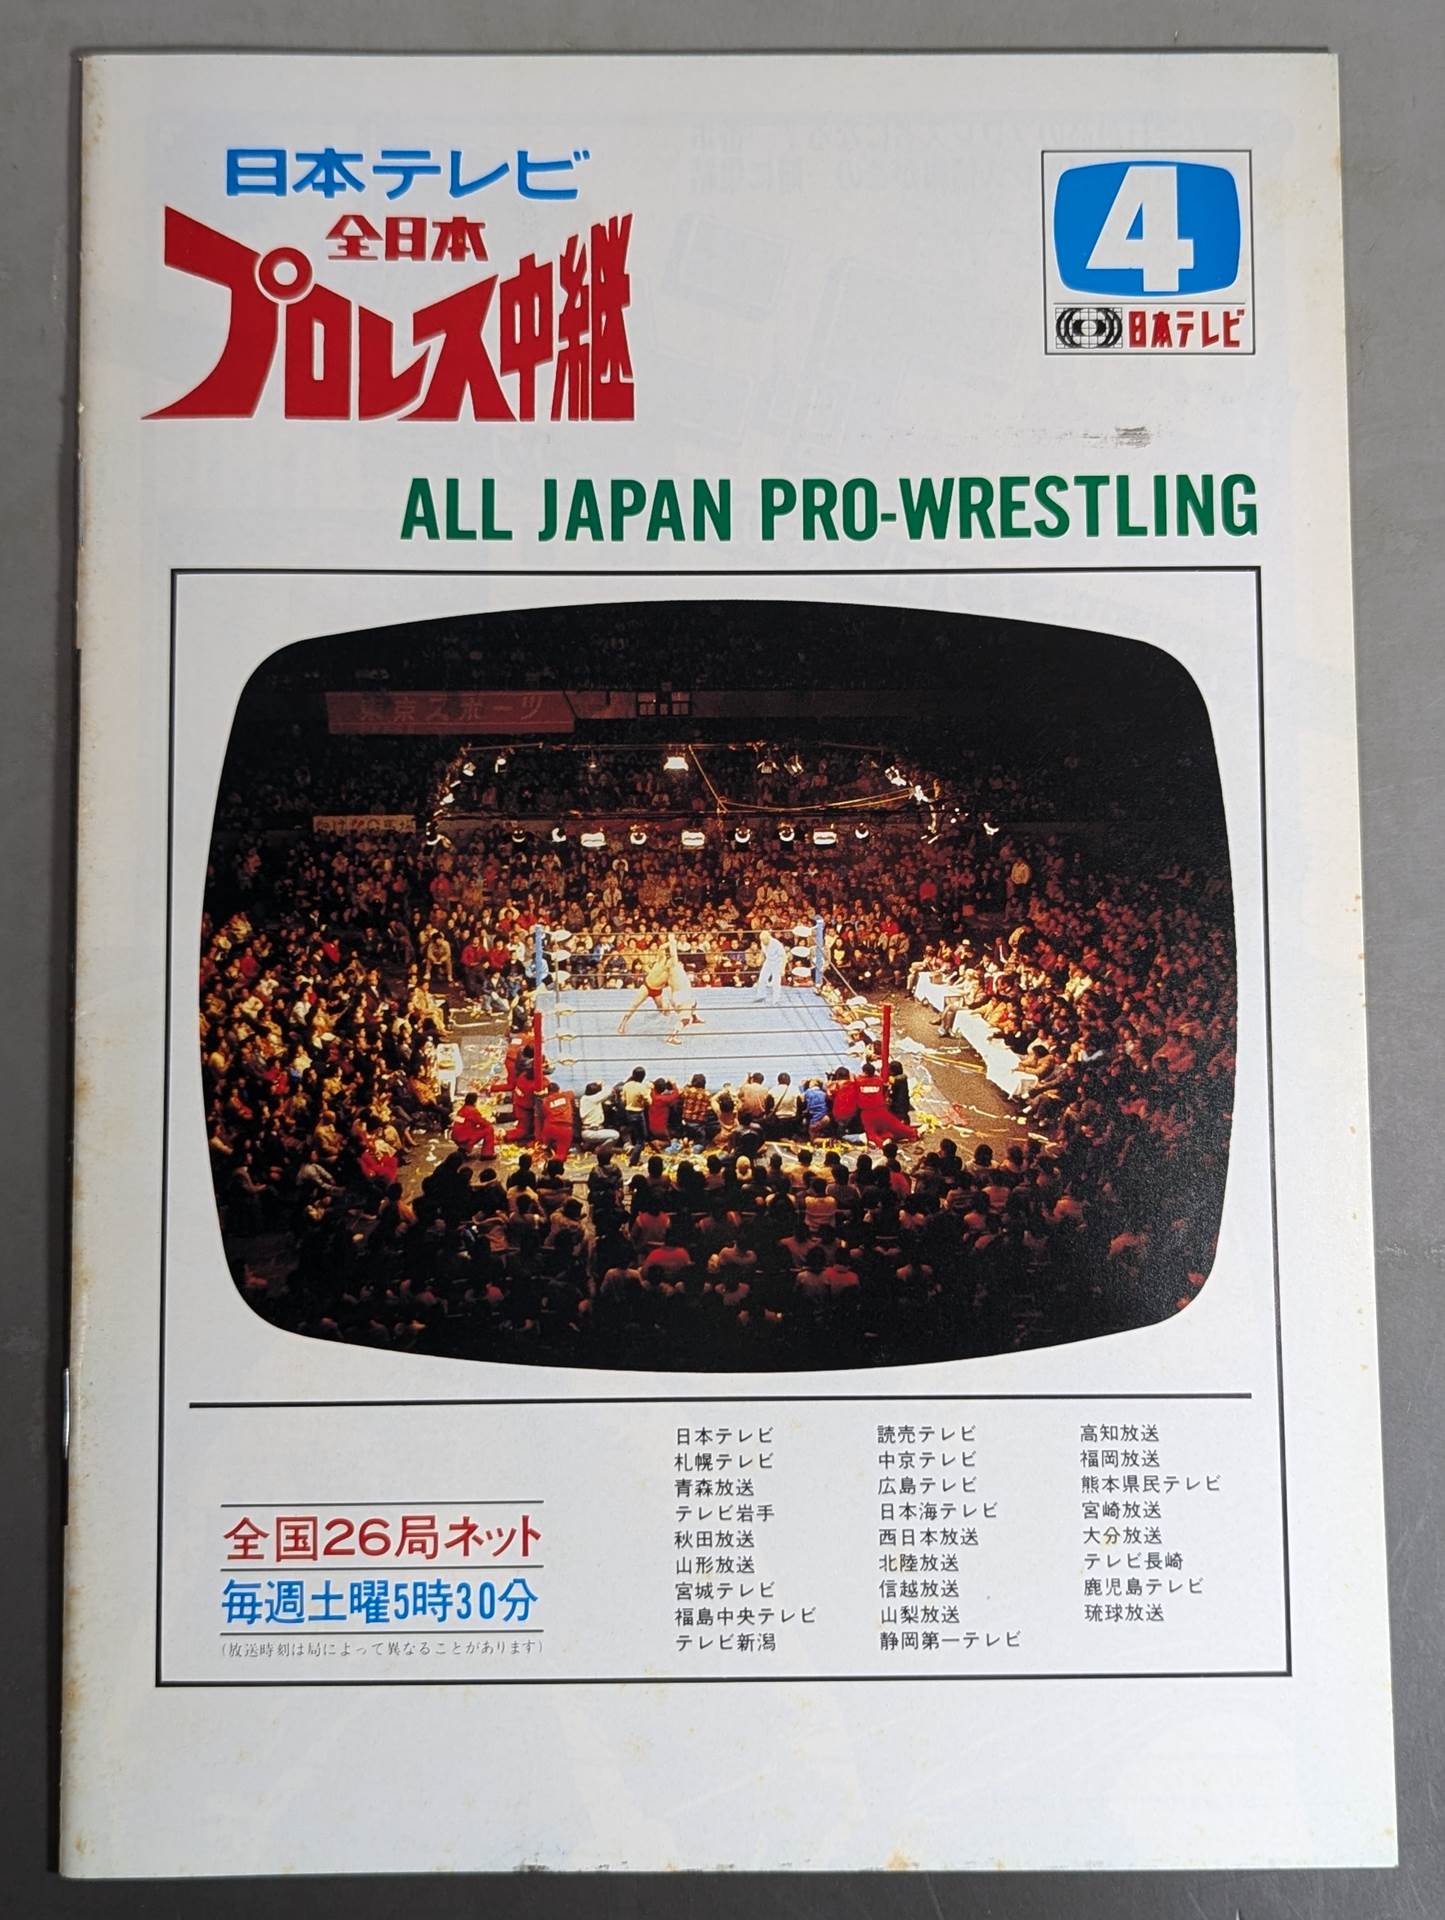 日本テレビ
全日本
プロレス中継
4
日本テレビ
ALL JAPAN PRO-WRESTLING
東京スポーツ
全国26局ネット
毎週土曜5時30分
(放送時刻は局によって異なることがあります)
日本テレビ
札幌テレビ
青森放送
テレビ岩手
秋田放送
山形放送
宮城テレビ
福島中央テレビ
テレビ新潟
読売テレビ
中京テレビ
広島テレビ
日本海テレビ
西日本放送
北陸放送
信越放送
山梨放送
静岡第一テレビ
高知放送
福岡放送
熊本県民テレビ
宮崎放送
大分放送
テレビ長崎
鹿児島テレビ
琉球放送